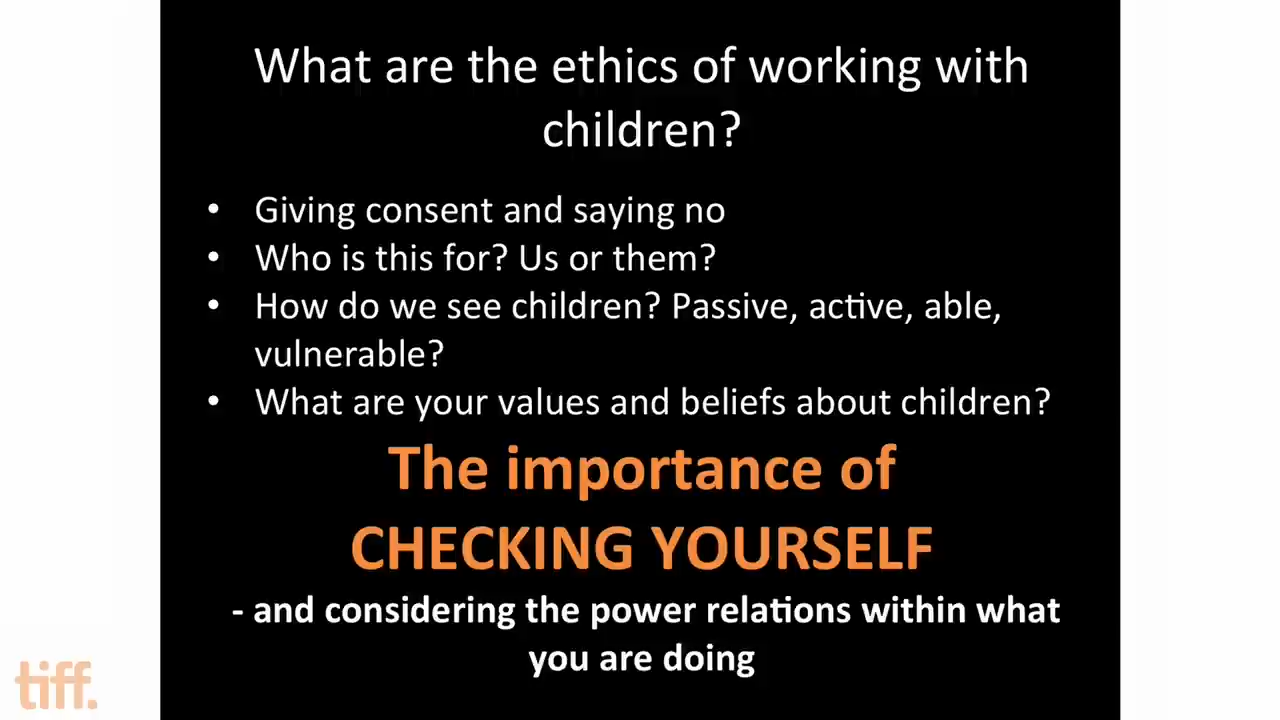 What are the ethics of working with
children?
• Giving consent and saying no
• Who is this for? Us or them?
• How do we see children? Passive, active, able,
vulnerable?
• What are your values and beliefs about children?
The importance of
CHECKING YOURSELF
- and considering the power relations within what
you are doing
tiff.